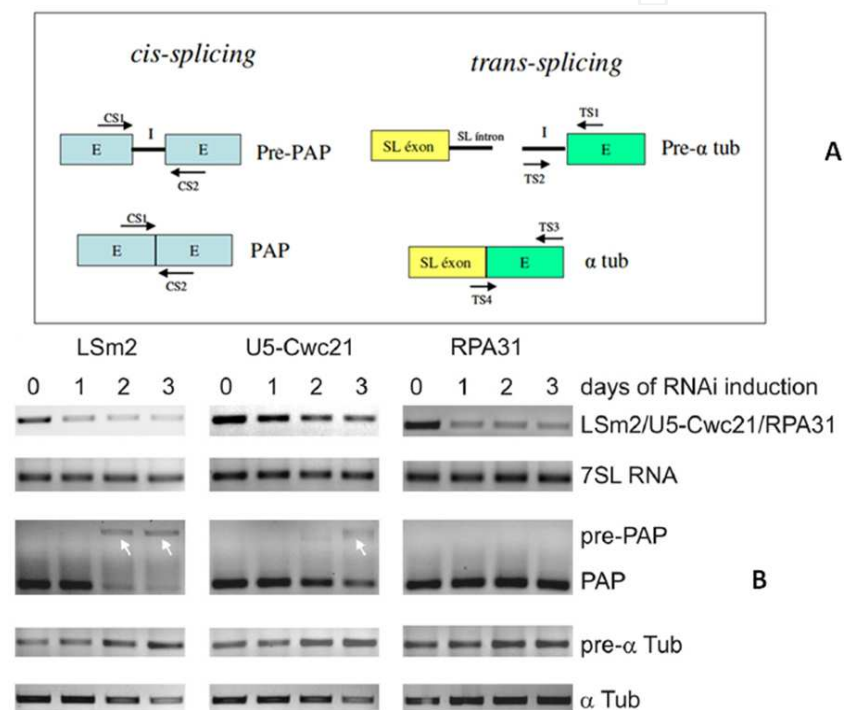 cis-splicing
trans-splicing
CS1
I
E
E
Pre-PAP
CS2
SL éxon
SL íntron
I
TS1
E
Pre-α tub
TS2
A
CS1
E
E
PAP
CS2
TS3
SL éxon
E
α tub
TS4
LSm2
U5-Cwc21
RPA31
0 1 2 3 0 1 2 3 0 1 2 3 days of RNAi induction
LSm2/U5-Cwc21/RPA31
7SL RNA
pre-PAP
PAP
B
pre-α Tub
α Tub